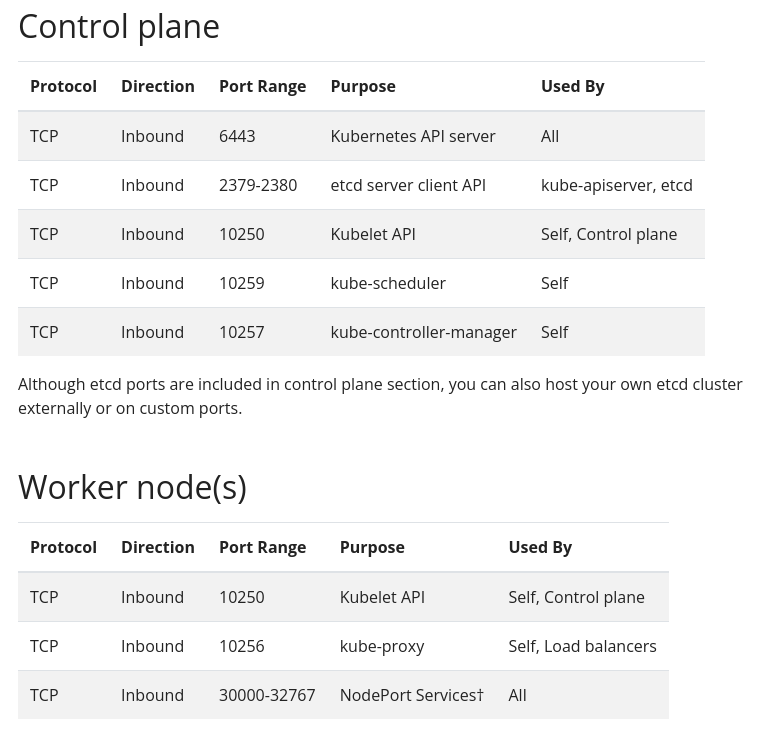 Control plane
Protocol Direction Port Range Purpose Used By
TCP Inbound 6443 Kubernetes API server All
TCP Inbound 2379-2380 etcd server client API kube-apiserver, etcd
TCP Inbound 10250 Kubelet API Self, Control plane
TCP Inbound 10259 kube-scheduler Self
TCP Inbound 10257 kube-controller-manager Self
Although etcd ports are included in control plane section, you can also host your own etcd cluster
externally or on custom ports.
Worker node(s)
Protocol Direction Port Range Purpose Used By
TCP Inbound 10250 Kubelet API Self, Control plane
TCP Inbound 10256 kube-proxy Self, Load balancers
TCP Inbound 30000-32767 NodePort Services† All